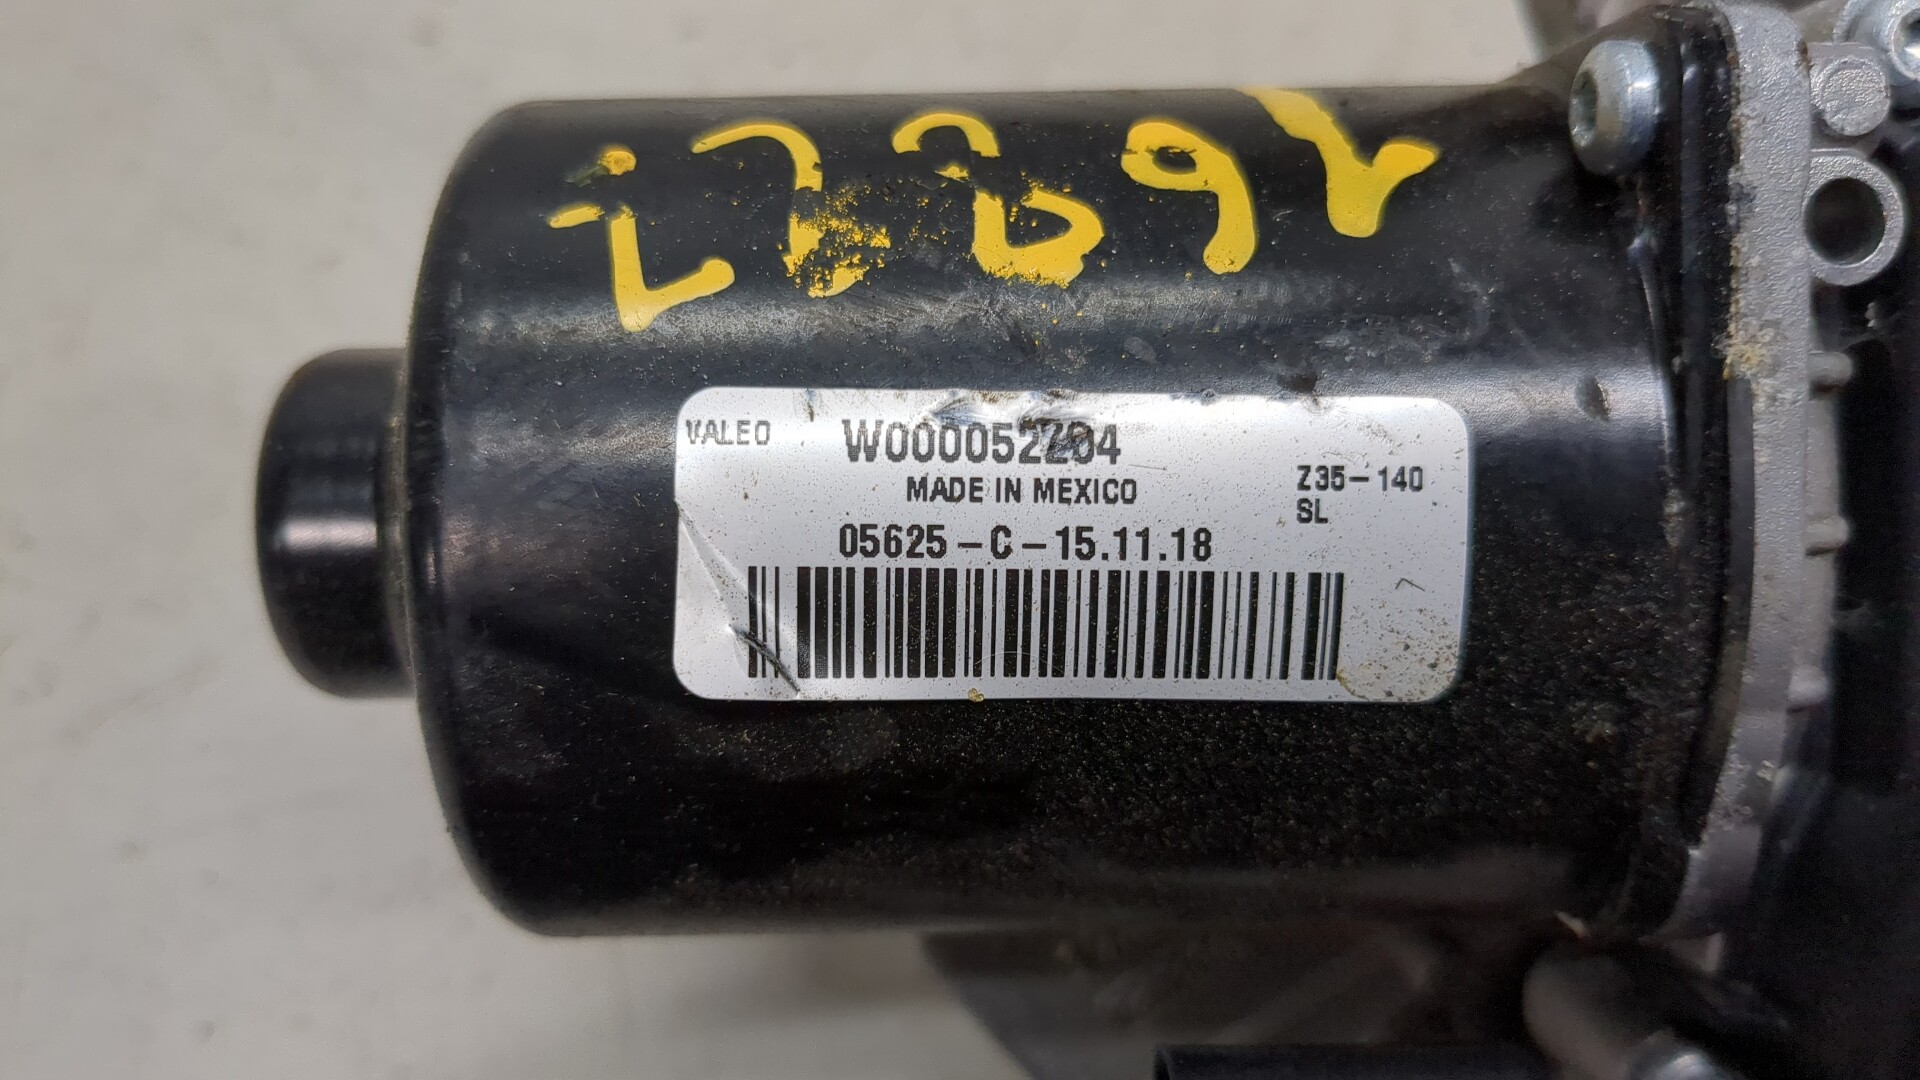 VALEO W000052204
MADE IN MEXICO
Z35-140
SL
05625-C-15.11.18